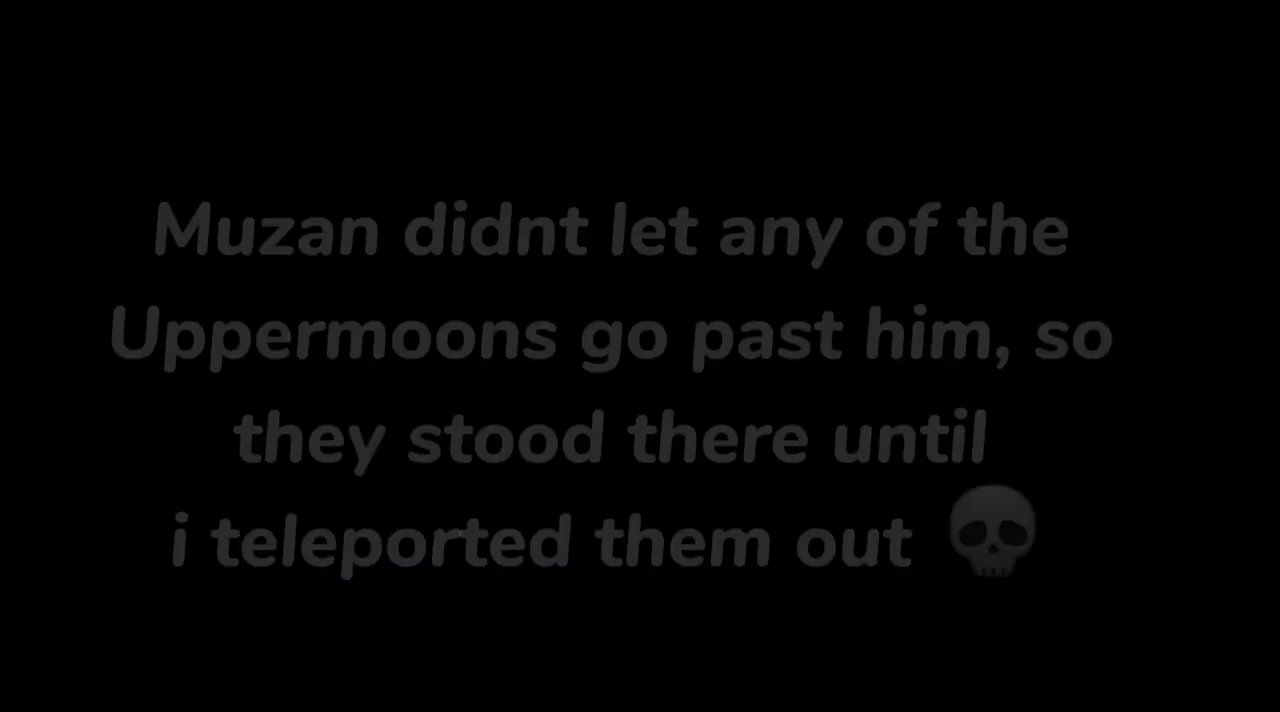 Muzan didnt let any of the
Uppermoons go past him, so
they stood there until
i teleported them out 💀